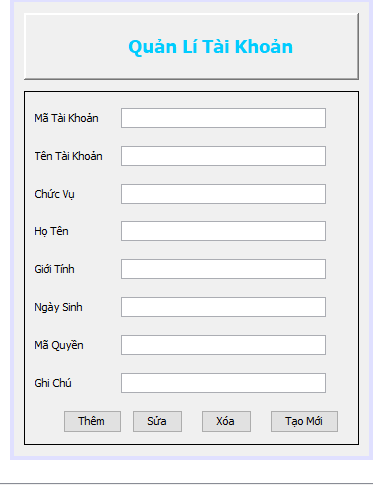 Quản Lí Tài Khoản
Mã Tài Khoản
Tên Tài Khoản
Chức Vụ
Họ Tên
Giới Tính
Ngày Sinh
Mã Quyền
Ghi Chú
Thêm Sửa Xóa Tạo Mới